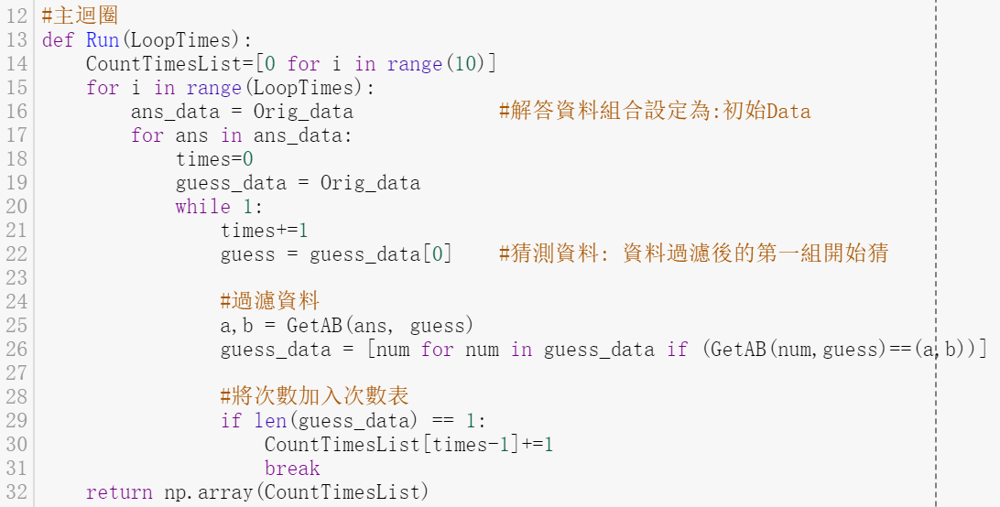 12 #主迴圈
13 def Run(LoopTimes):
14     CountTimesList=[0 for i in range(10)]
15     for i in range(LoopTimes):
16         ans_data = Orig_data             #解答資料組合設定為:初始Data
17         for ans in ans_data:
18             times=0
19             guess_data = Orig_data
20             while 1:
21                 times+=1
22                 guess = guess_data[0]    #猜測資料: 資料過濾後的第一組開始猜
23
24                 #過濾資料
25                 a,b = GetAB(ans, guess)
26                 guess_data = [num for num in guess_data if (GetAB(num,guess)==(a,b))]
27
28                 #將次數加入次數表
29                 if len(guess_data) == 1:
30                     CountTimesList[times-1]+=1
31                     break
32     return np.array(CountTimesList)